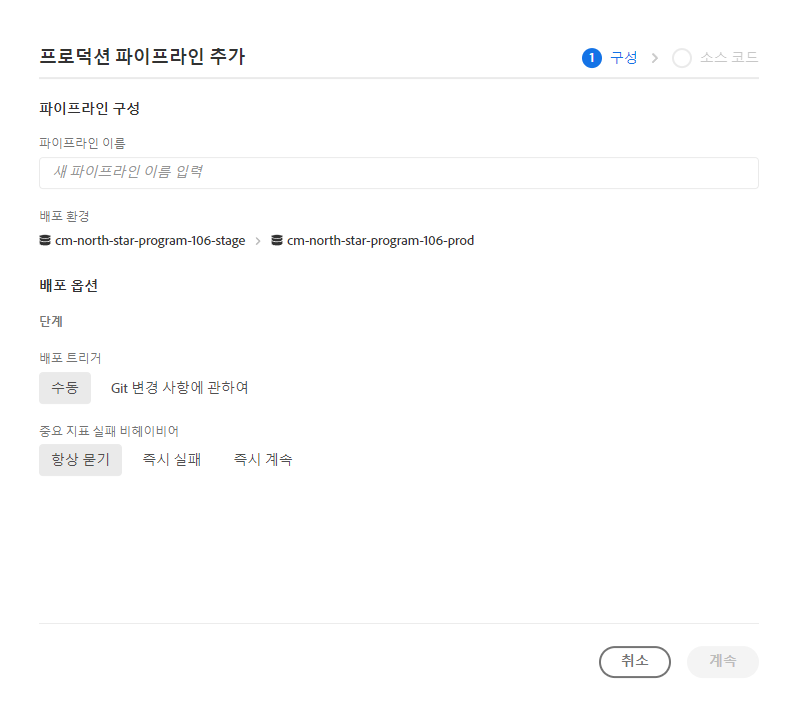 프로덕션 파이프라인 추가
1 구성 > 소스 코드
파이프라인 구성
파이프라인 이름
새 파이프라인 이름 입력
배포 환경
cm-north-star-program-106-stage > cm-north-star-program-106-prod
배포 옵션
단계
배포 트리거
수동 Git 변경 사항에 관하여
중요 지표 실패 비헤이비어
항상 묻기 즉시 실패 즉시 계속
취소 계속